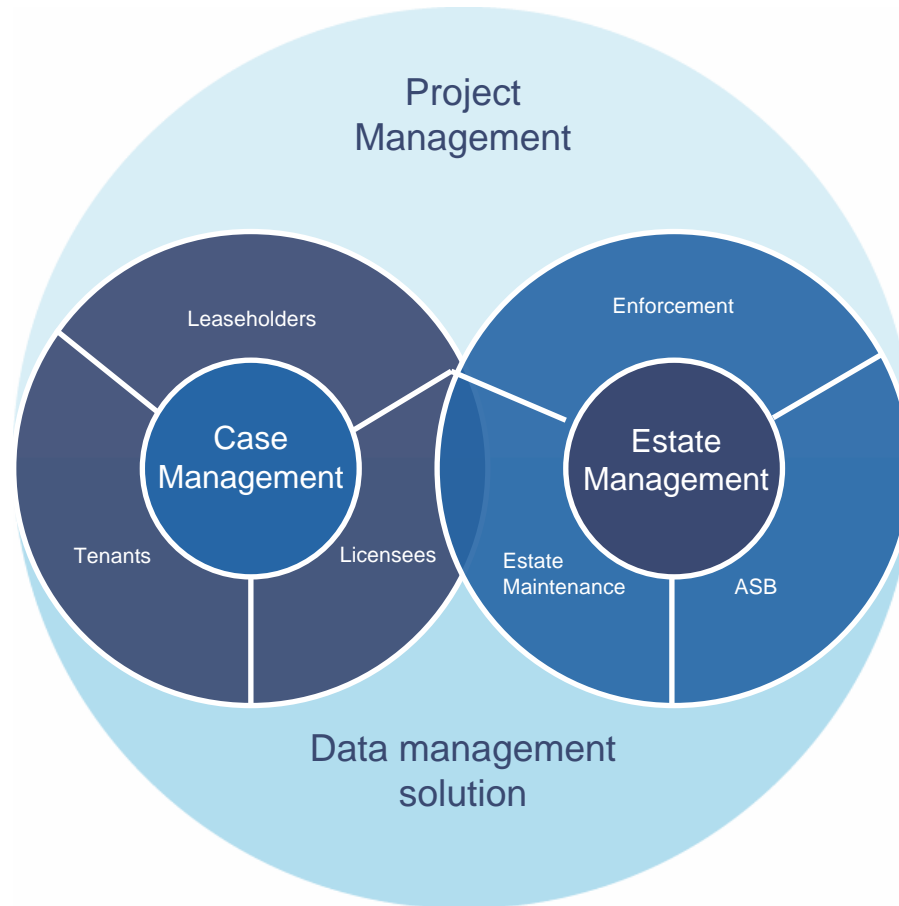 Project
Management
Leaseholders
Enforcement
Case
Management
Estate
Management
Tenants
Licensees
Estate
Maintenance
ASB
Data management
solution